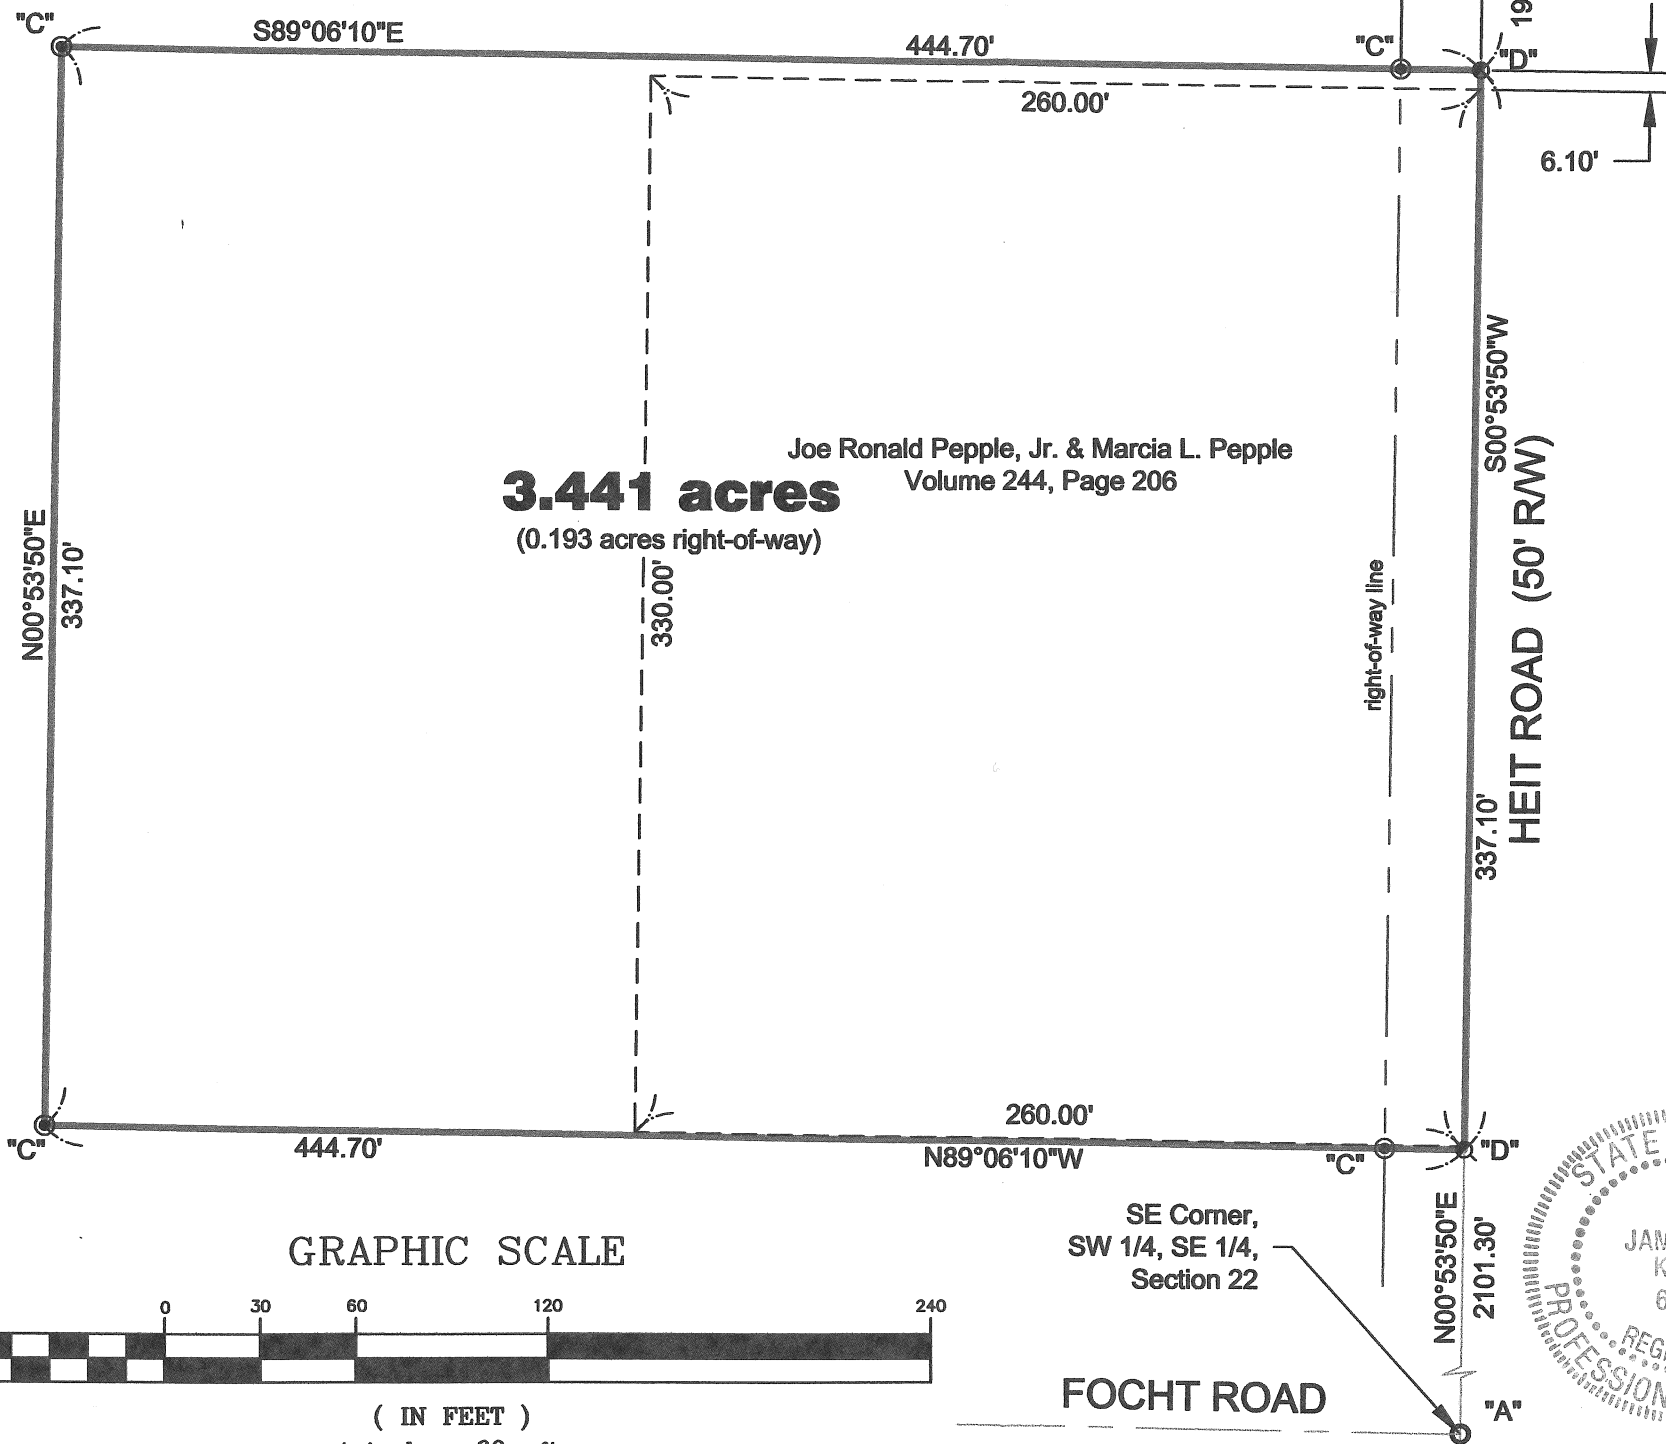 "C"
S89°06'10"E
444.70'
"C"
"D"
19
260.00'
6.10'
S00°53'50"W
Joe Ronald Pepple, Jr. & Marcia L. Pepple
Volume 244, Page 206
3.441 acres
(0.193 acres right-of-way)
N00°53'50"E
337.10'
330.00'
right-of-way line
HEIT ROAD (50' R/W)
337.10'
260.00'
"C"
444.70'
N89°06'10"W
"C"
"D"
SE Corner,
SW 1/4, SE 1/4,
Section 22
N00°53'50"E
2101.30'
GRAPHIC SCALE
0 30 60 120 240
( IN FEET )
FOCHT ROAD
"A"
STATE
JAM
K
6
REG
PROFESSION